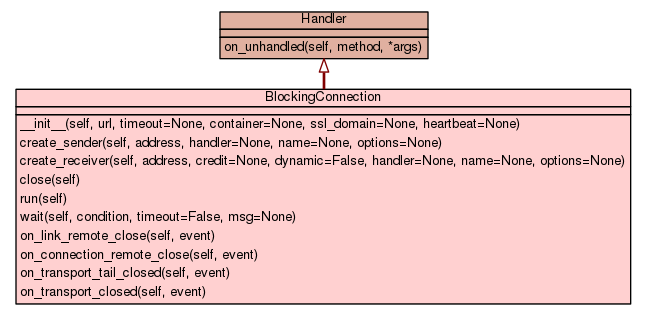 Handler
on_unhandled(self, method, *args)
BlockingConnection
__init__(self, url, timeout=None, container=None, ssl_domain=None, heartbeat=None)
create_sender(self, address, handler=None, name=None, options=None)
create_receiver(self, address, credit=None, dynamic=False, handler=None, name=None, options=None)
close(self)
run(self)
wait(self, condition, timeout=False, msg=None)
on_link_remote_close(self, event)
on_connection_remote_close(self, event)
on_transport_tail_closed(self, event)
on_transport_closed(self, event)